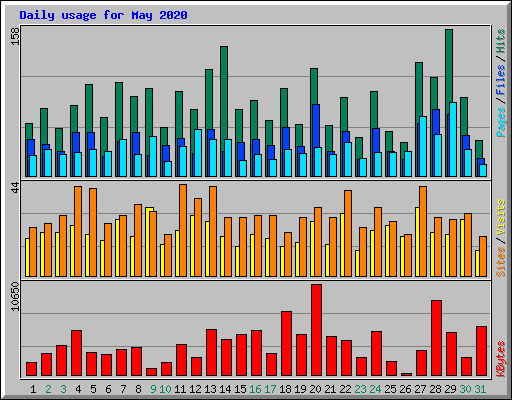 Daily usage for May 2020
158
Pages / Files / Hits
44
Sites / Visits
10650
KBytes
1 2 3 4 5 6 7 8 9 10 11 12 13 14 15 16 17 18 19 20 21 22 23 24 25 26 27 28 29 30 31